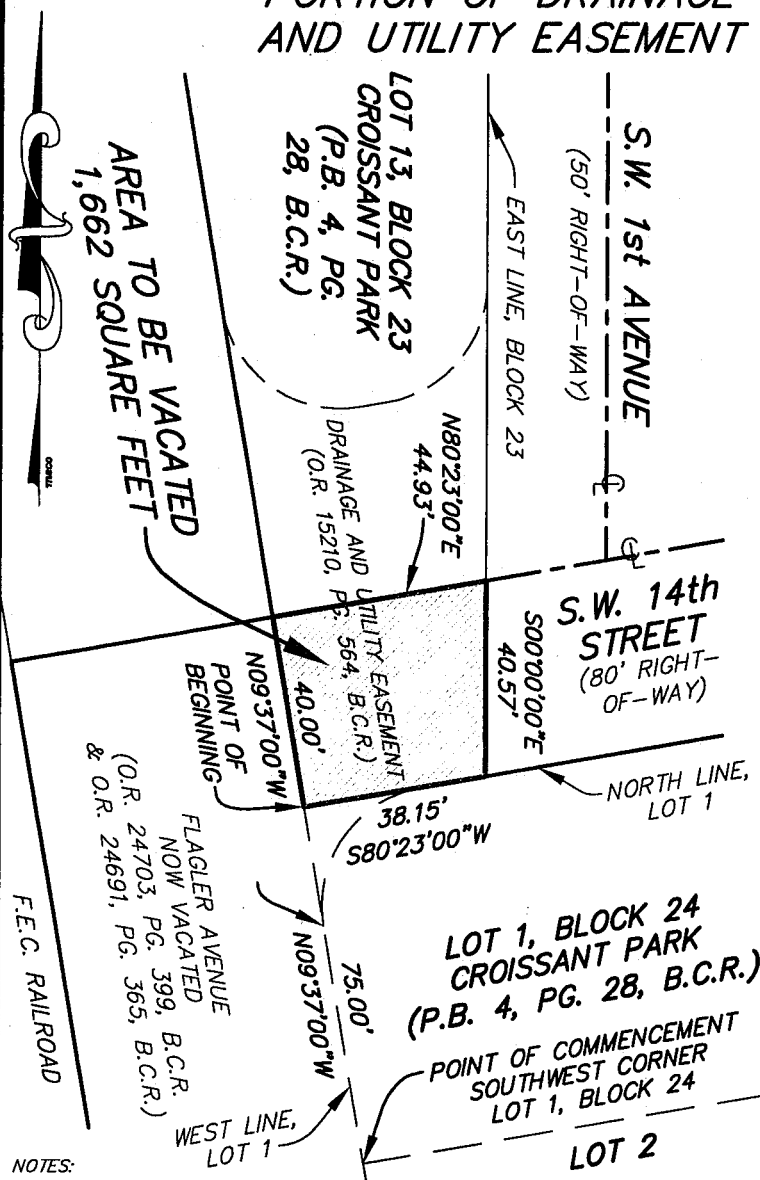 PORTION OF DRAINAGE
AND UTILITY EASEMENT
S.W. 1st AVENUE
(50' RIGHT-OF-WAY)
EAST LINE, BLOCK 23
LOT 13, BLOCK 23
CROISSANT PARK
(P.B. 4, PG.
28, B.C.R.)
AREA TO BE VACATED
1,662 SQUARE FEET
N80°23'00"E
44.93'
DRAINAGE AND UTILITY EASEMENT
(O.R. 15210, PG. 564, B.C.R.)
S.W. 14th
STREET
(80' RIGHT-
OF-WAY)
S00°00'00"E
40.57'
40.00'
N09°37'00"W
POINT OF
BEGINNING
38.15'
S80°23'00"W
NORTH LINE,
LOT 1
FLAGLER AVENUE
NOW VACATED
(O.R. 24703, PG. 399, B.C.R.
& O.R. 24691, PG. 365, B.C.R.)
F.E.C. RAILROAD
75.00'
N09°37'00"W
LOT 1, BLOCK 24
CROISSANT PARK
(P.B. 4, PG. 28, B.C.R.)
POINT OF COMMENCEMENT
SOUTHWEST CORNER
LOT 1, BLOCK 24
WEST LINE,
LOT 1
LOT 2
NOTES: